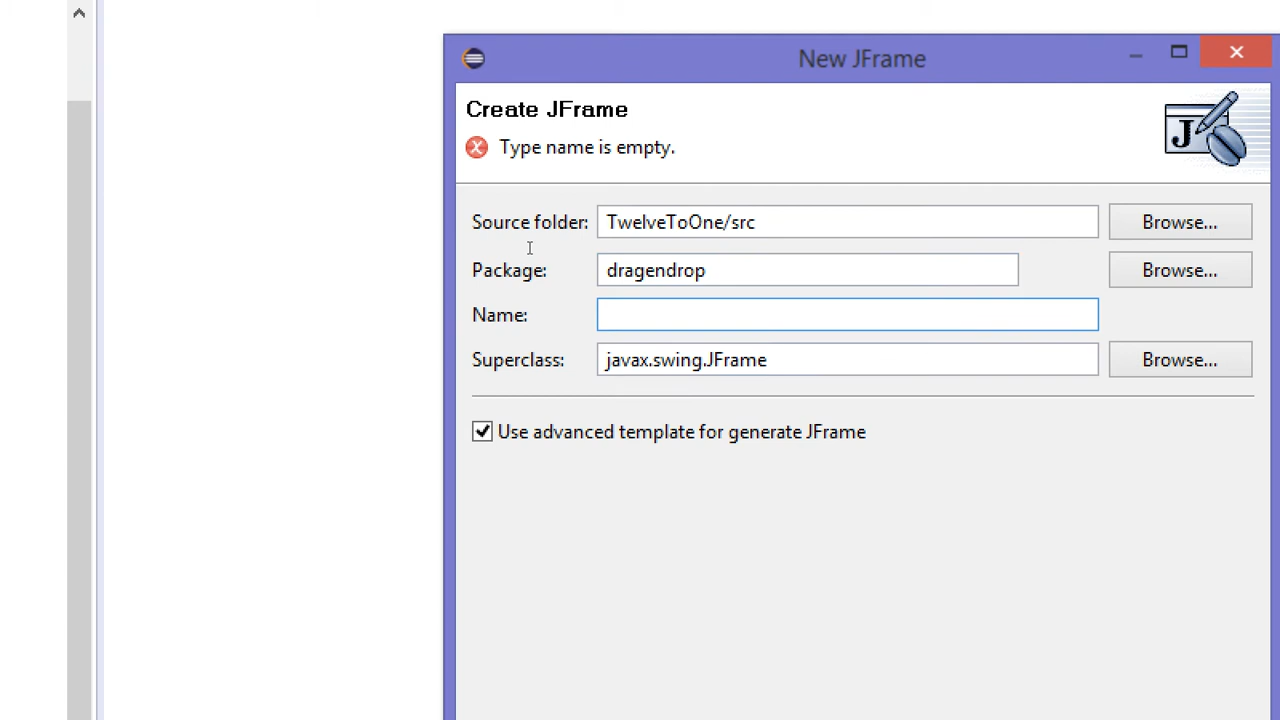 New JFrame
Create JFrame
Type name is empty.
Source folder: TwelveToOne/src Browse...
Package: dragendrop Browse...
Name:
Superclass: javax.swing.JFrame Browse...
Use advanced template for generate JFrame